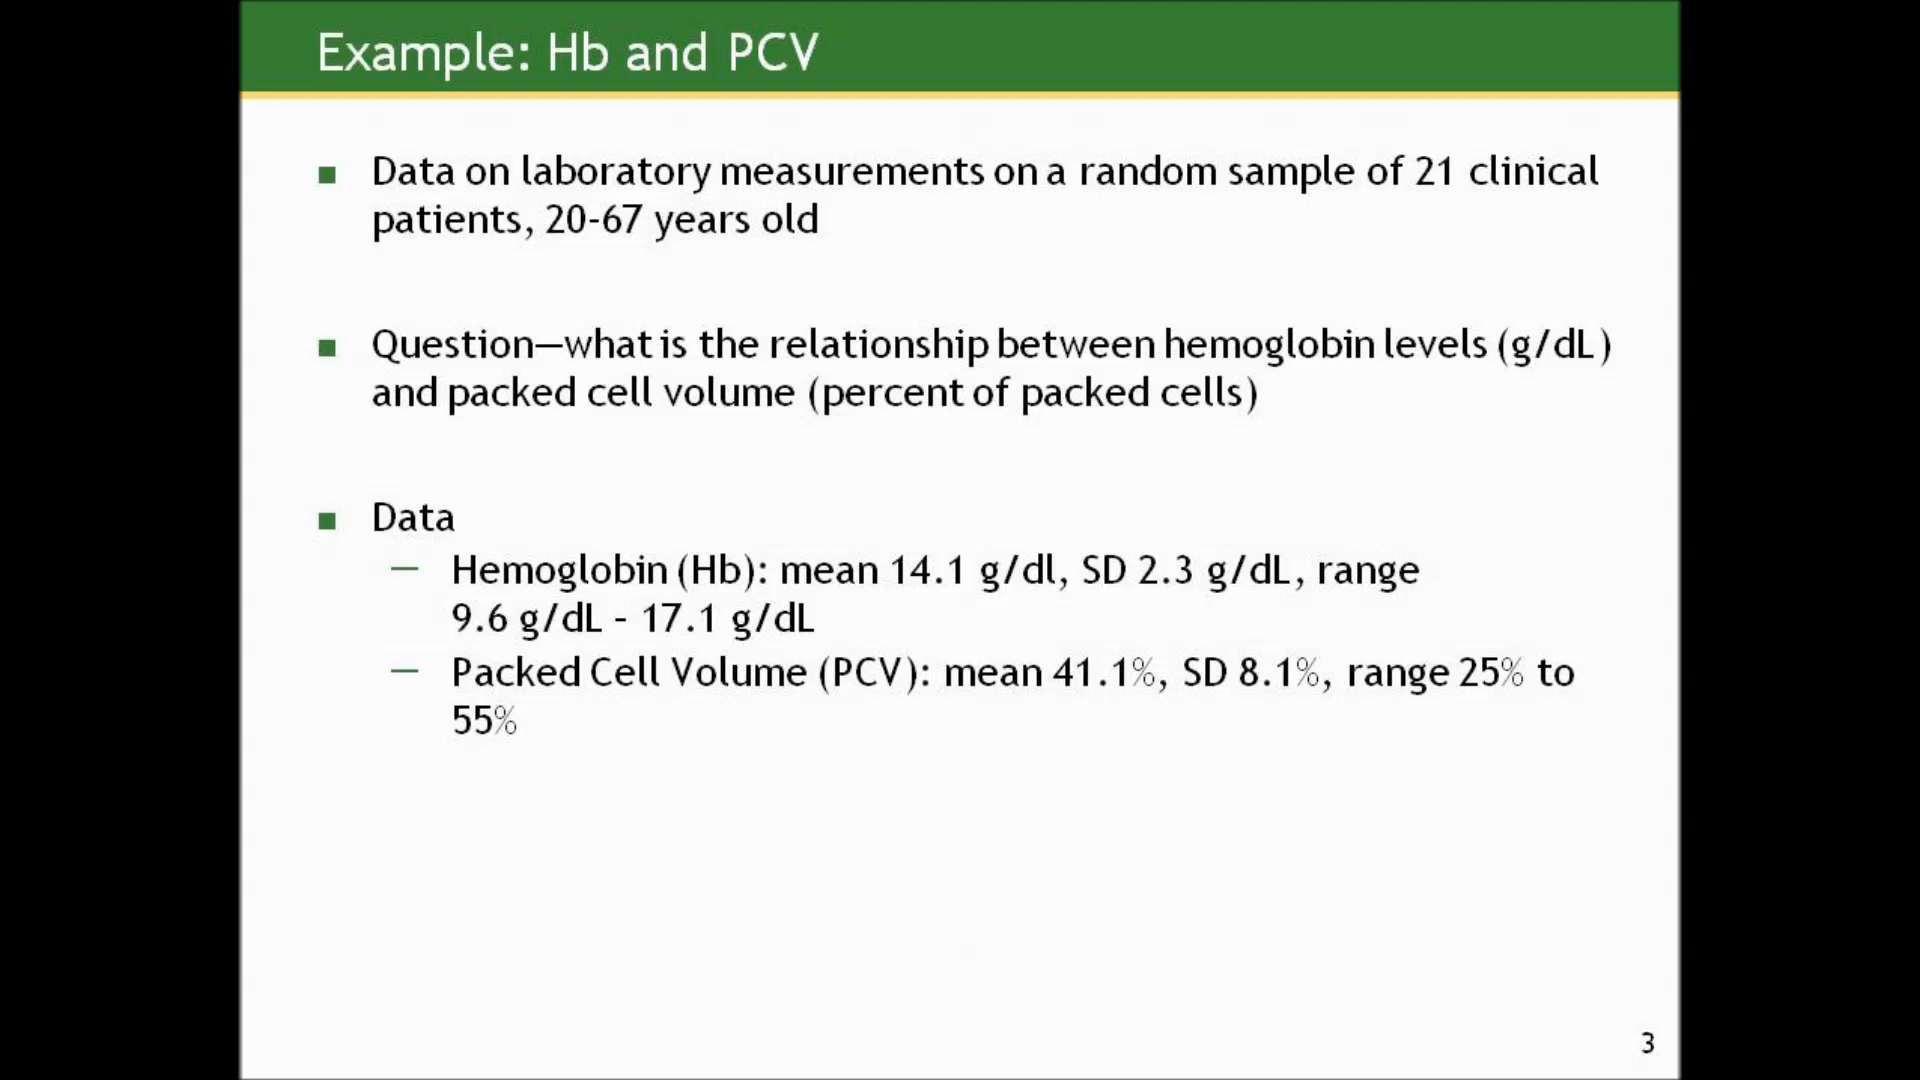 Example: Hb and PCV
■ Data on laboratory measurements on a random sample of 21 clinical
patients, 20-67 years old
■ Question—what is the relationship between hemoglobin levels (g/dL)
and packed cell volume (percent of packed cells)
■ Data
— Hemoglobin (Hb): mean 14.1 g/dl, SD 2.3 g/dL, range
9.6 g/dL - 17.1 g/dL
— Packed Cell Volume (PCV): mean 41.1%, SD 8.1%, range 25% to
55%
3